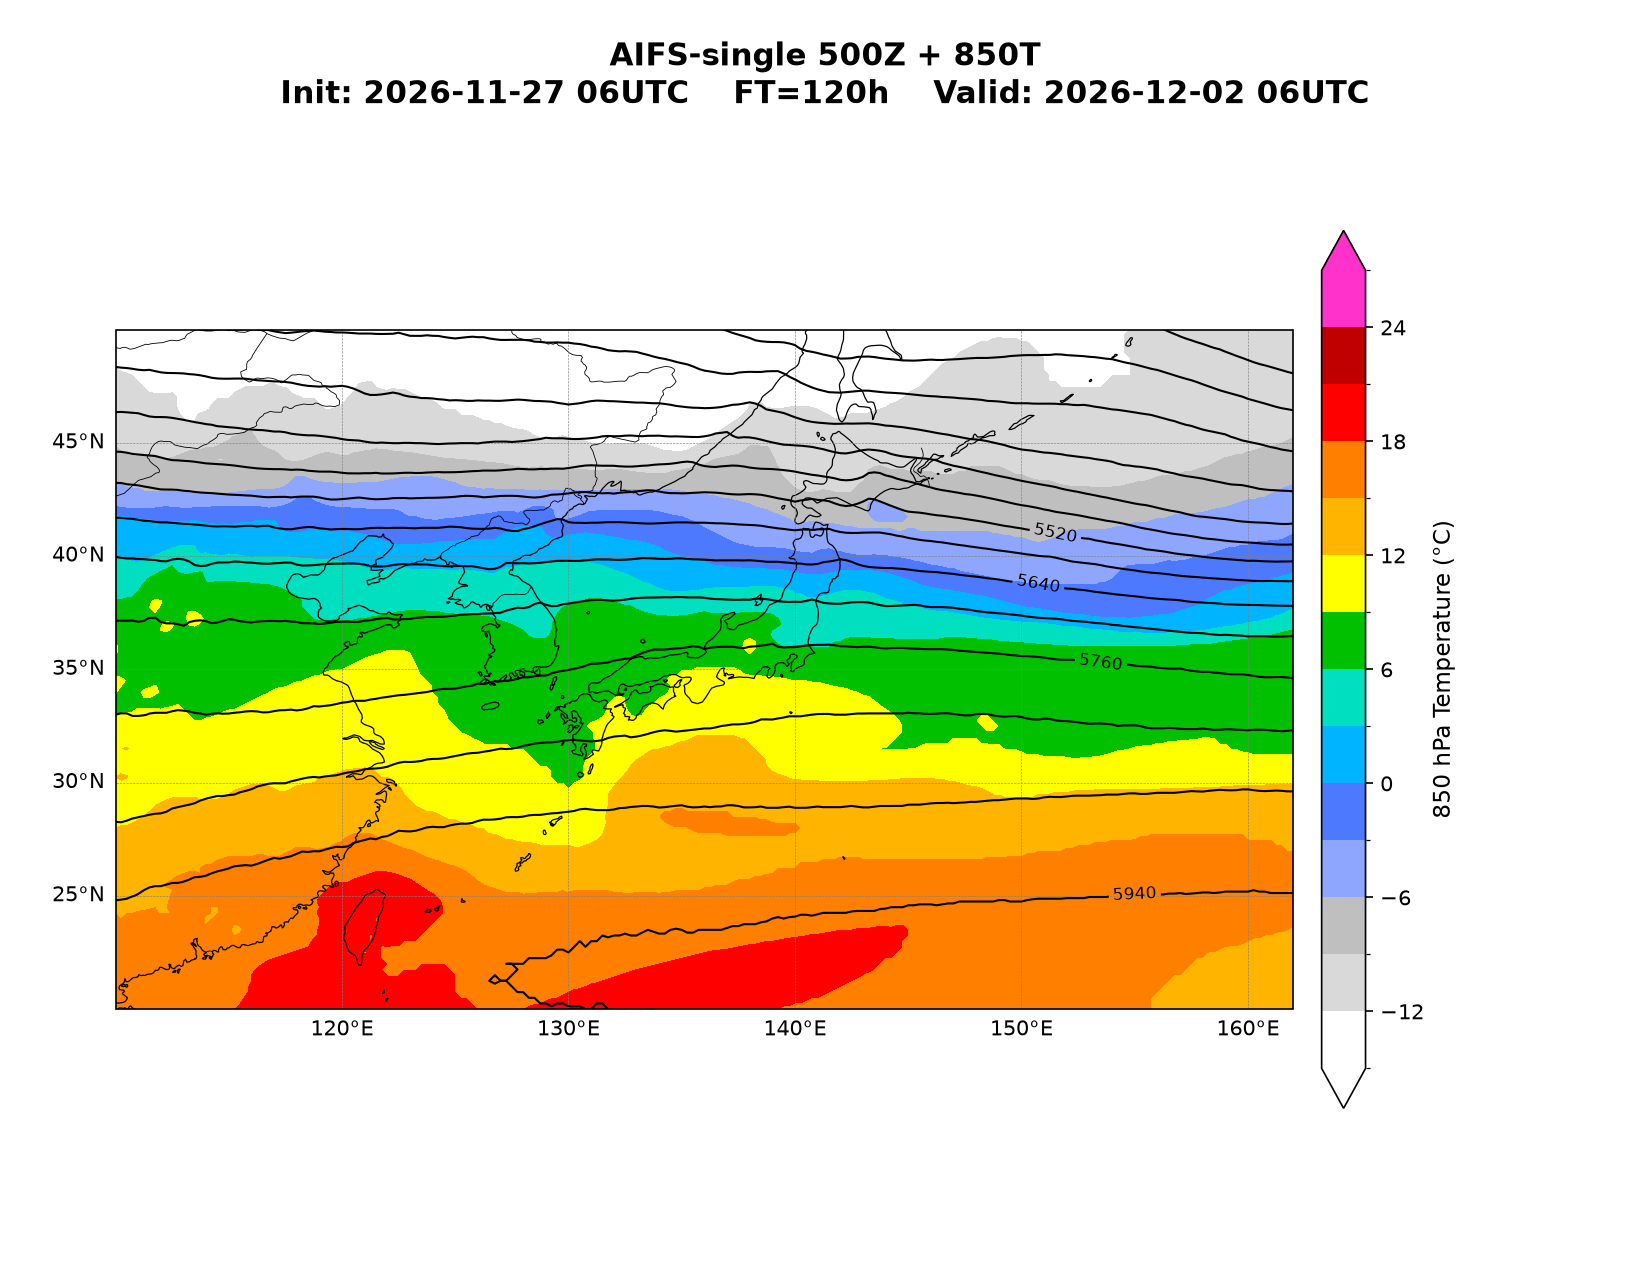 AIFS-single 500Z + 850T
Init: 2026-11-27 06UTC    FT=120h    Valid: 2026-12-02 06UTC
45°N
40°N
35°N
30°N
25°N
120°E
130°E
140°E
150°E
160°E
5520
5640
5760
5940
24
18
12
6
0
−6
−12
850 hPa Temperature (°C)